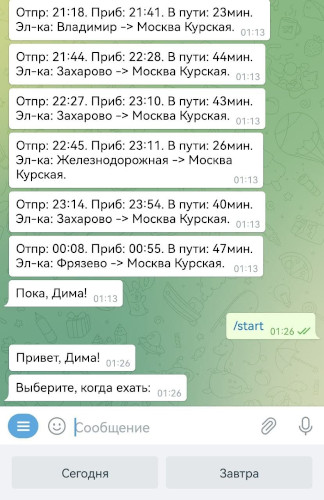 Отпр: 21:18. Приб: 21:41. В пути: 23мин.
Эл-ка: Владимир -> Москва
Курская.
01:13
Отпр: 21:44. Приб: 22:28. В пути: 44мин.
Эл-ка: Захарово -> Москва Курская.
01:13
Отпр: 22:27. Приб: 23:10. В пути: 43мин.
Эл-ка: Захарово -> Москва Курская.
01:13
Отпр: 22:45. Приб: 23:11. В пути: 26мин.
Эл-ка: Железнодорожная -> Москва
Курская.
01:13
Отпр: 23:14. Приб: 23:54. В пути: 40мин.
Эл-ка: Захарово -> Москва Курская.
01:13
Отпр: 00:08. Приб: 00:55. В пути: 47мин.
Эл-ка: Фрязево -> Москва Курская.
01:13
Пока, Дима! 01:13
/start 01:26
Привет, Дима! 01:26
Выберите, когда ехать: 01:26
Сообщение
Сегодня
Завтра